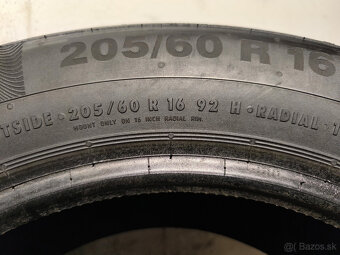 205/60 R 16
TSIDE · 205/60 R 16 92 H · RADIAL · T
MOUNT ONLY ON 16 INCH RADIAL RIM.
© Bazos.sk